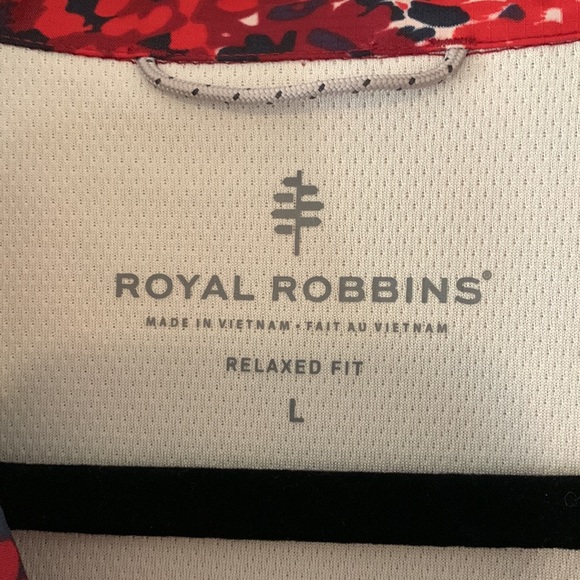 ROYAL ROBBINS®
MADE IN VIETNAM • FAIT AU VIETNAM
RELAXED FIT
L